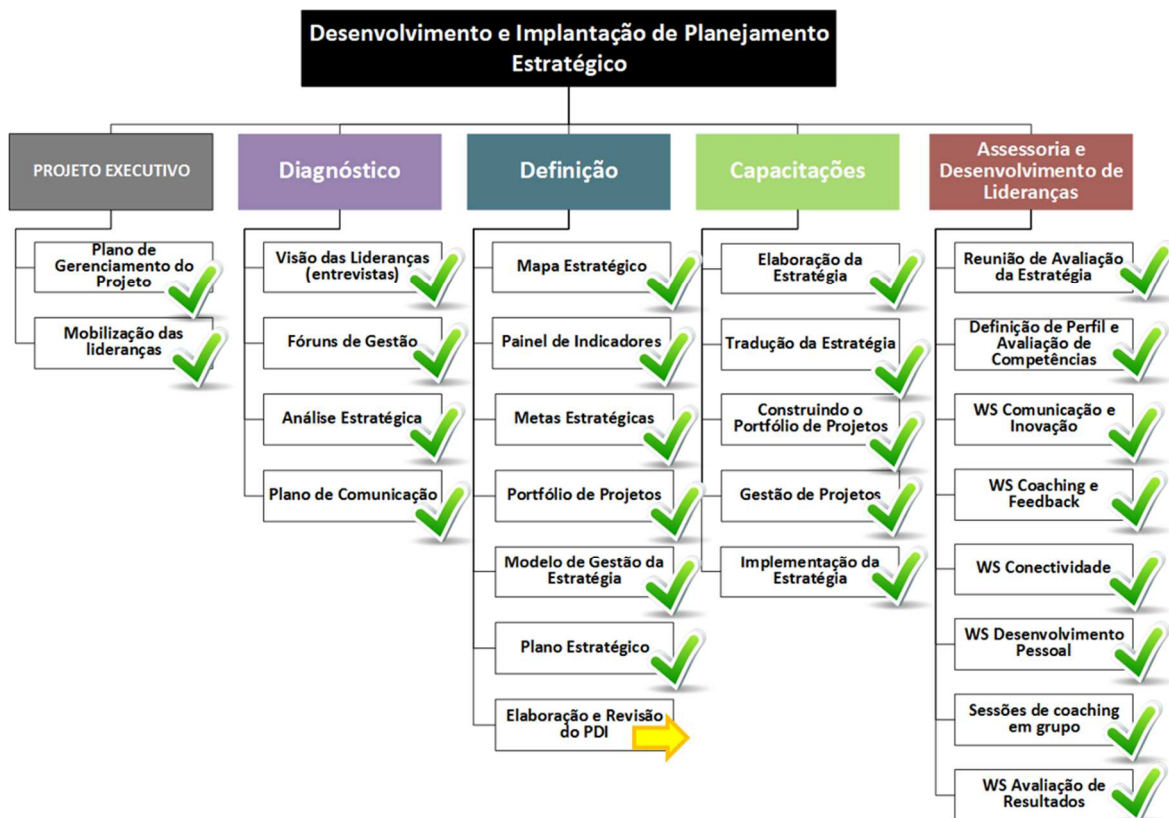 Desenvolvimento e Implantação de Planejamento
Estratégico
PROJETO EXECUTIVO
Plano de
Gerenciamento do
Projeto
Mobilização das
lideranças
Diagnóstico
Visão das Lideranças
(entrevistas)
Fóruns de Gestão
Análise Estratégica
Plano de Comunicação
Definição
Mapa Estratégico
Painel de Indicadores
Metas Estratégicas
Portfólio de Projetos
Modelo de Gestão da
Estratégia
Plano Estratégico
Elaboração e Revisão
do PDI
Capacitações
Elaboração da
Estratégia
Tradução da Estratégia
Construindo o
Portfólio de Projetos
Gestão de Projetos
Implementação da
Estratégia
Assessoria e
Desenvolvimento de
Lideranças
Reunião de Avaliação
da Estratégia
Definição de Perfil e
Avaliação de
Competências
WS Comunicação e
Inovação
WS Coaching e
Feedback
WS Conectividade
WS Desenvolvimento
Pessoal
Sessões de coaching
em grupo
WS Avaliação de
Resultados